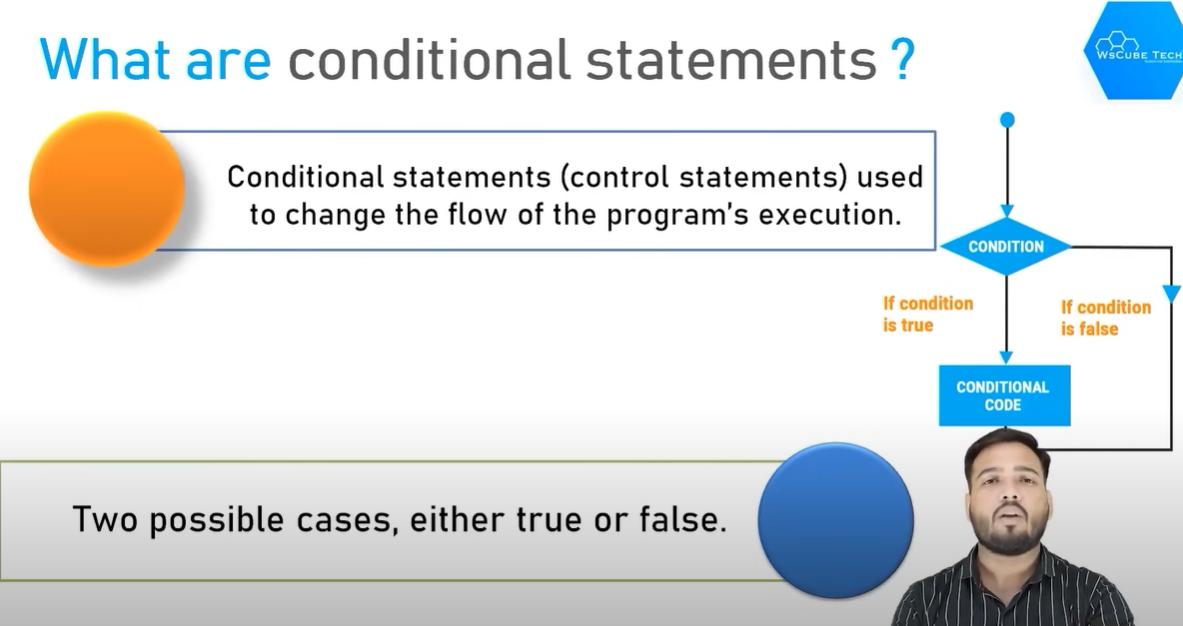 What are conditional statements ?
WsCube Tech
Conditional statements (control statements) used
to change the flow of the program's execution.
CONDITION
If condition
is true
If condition
is false
CONDITIONAL
CODE
Two possible cases, either true or false.